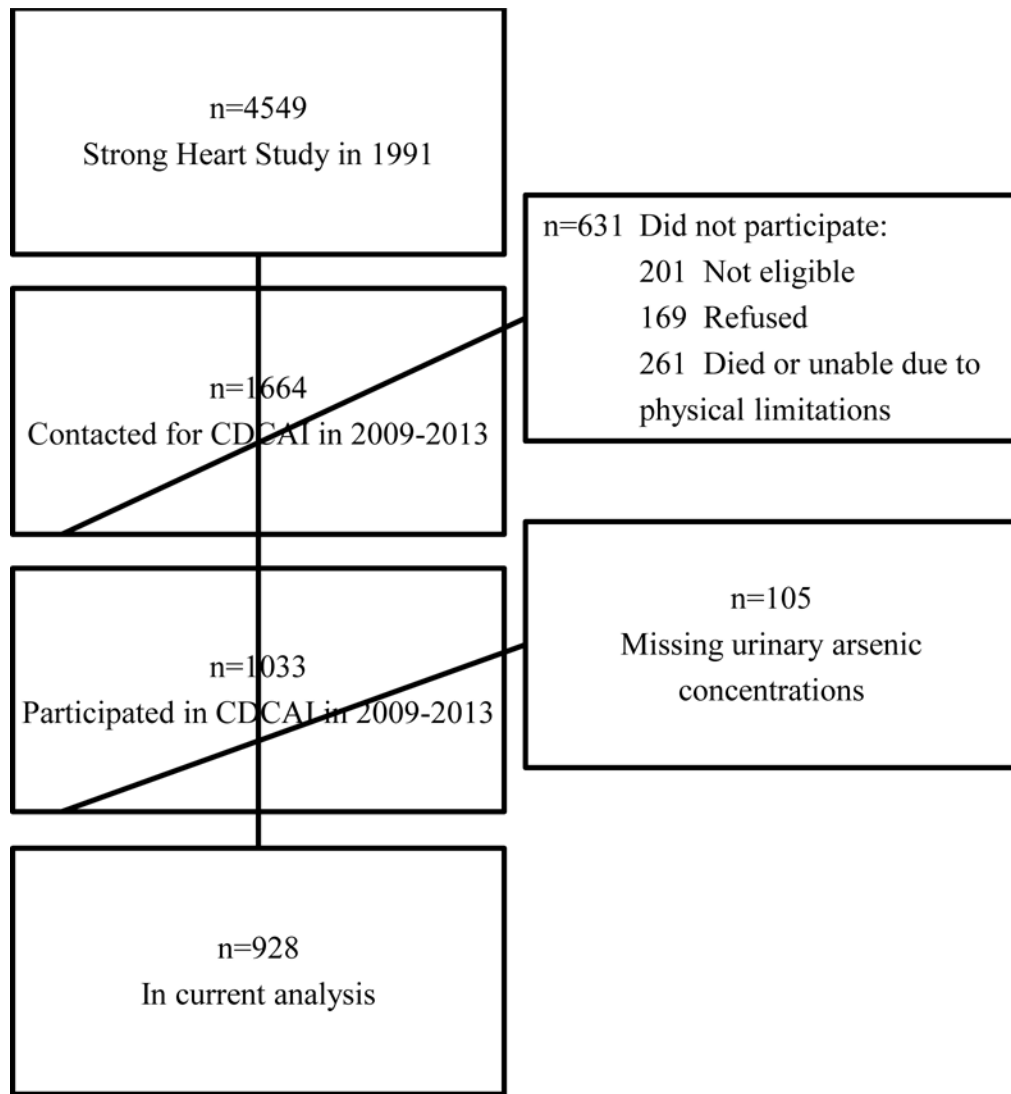 n=4549
Strong Heart Study in 1991
n=631 Did not participate:
201 Not eligible
169 Refused
261 Died or unable due to
physical limitations
n=1664
Contacted for CDCAI in 2009-2013
n=105
Missing urinary arsenic
concentrations
n=1033
Participated in CDCAI in 2009-2013
n=928
In current analysis